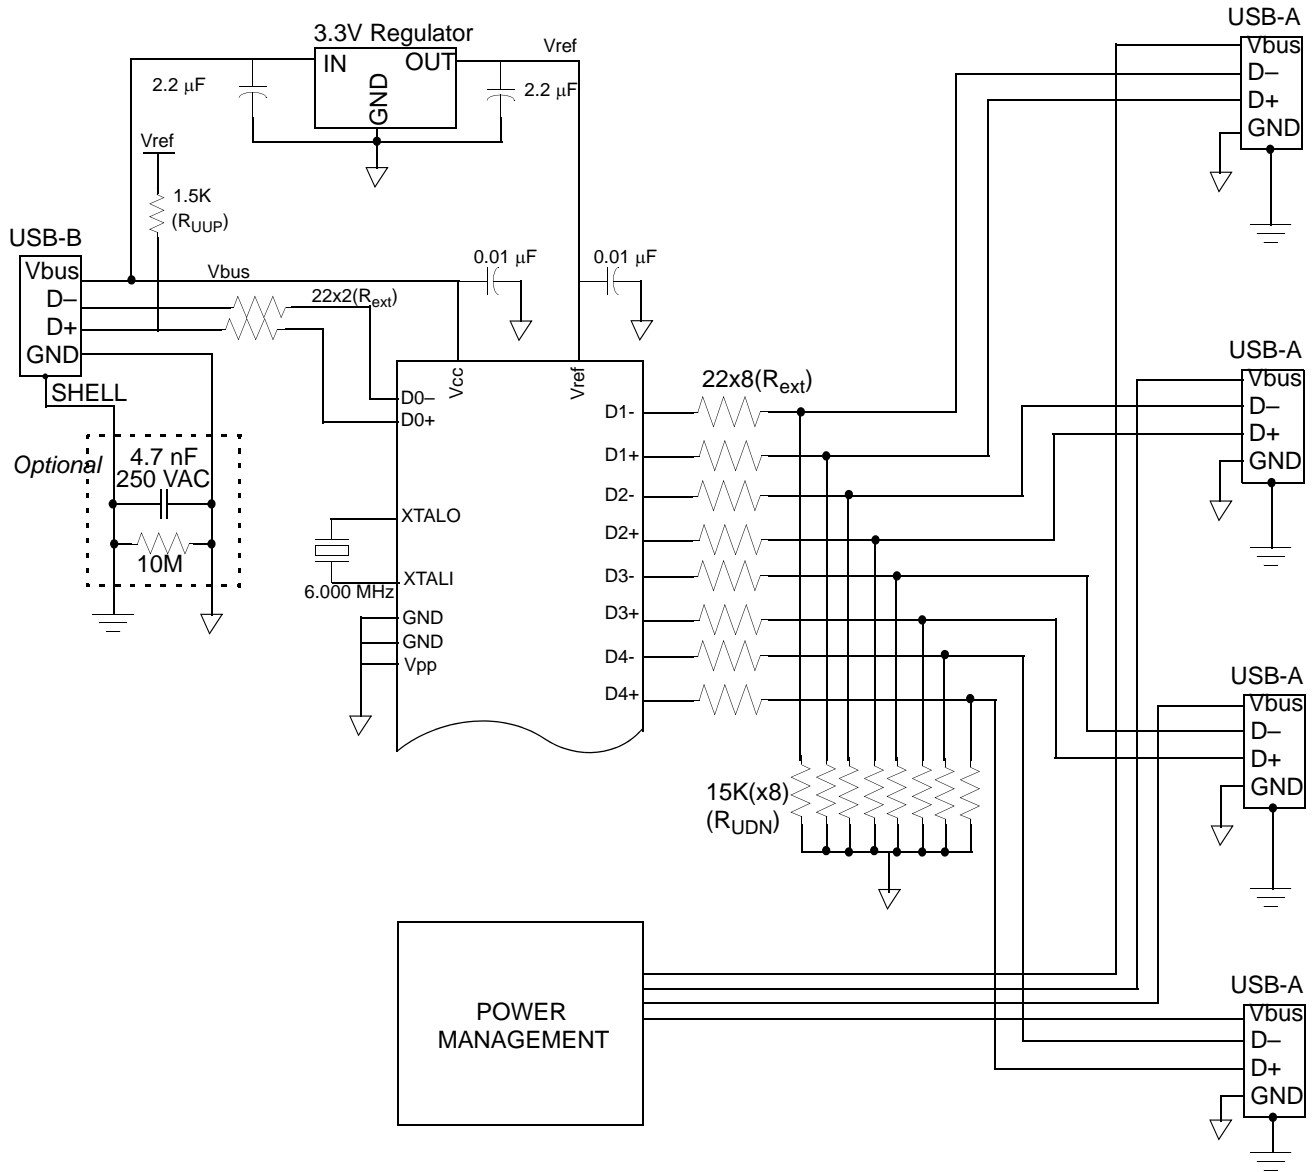 USB-A
3.3V Regulator
Vref
IN
OUT
GND
2.2 μF
2.2 μF
Vbus
D–
D+
GND
Vref
1.5K
(RUUP)
USB-B
Vbus
D–
D+
GND
SHELL
Vbus
22x2(Rext)
0.01 μF
0.01 μF
Optional
4.7 nF
250 VAC
10M
Vcc
Vref
D0–
D0+
XTALO
XTALI
6.000 MHz
GND
GND
Vpp
D1-
D1+
D2-
D2+
D3-
D3+
D4-
D4+
22x8(Rext)
15K(x8)
(RUDN)
USB-A
Vbus
D–
D+
GND
USB-A
Vbus
D–
D+
GND
POWER
MANAGEMENT
USB-A
Vbus
D–
D+
GND